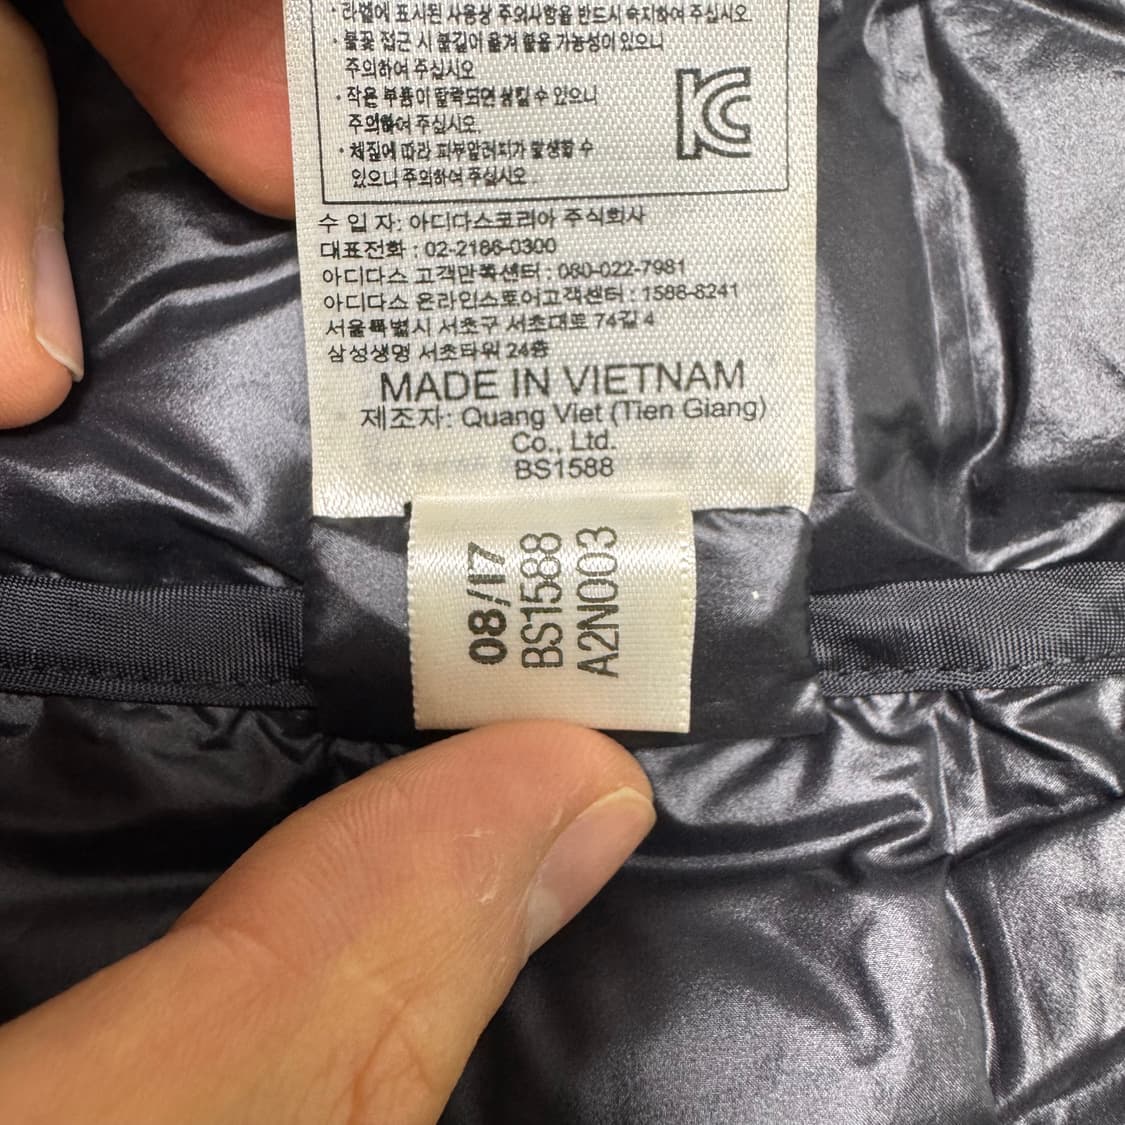 · 라벨에 표시된 사용상 주의사항을 반드시 숙지하여 주십시오.
· 불꽃 접근 시 불길이 옮겨 붙을 가능성이 있으니
주의하여 주십시오
· 작은 부품이 탈락되면 삼킬 수 있으니
주의하여 주십시오.
· 체질에 따라 피부알러지가 발생할 수
있으니 주의하여 주십시오.
KC
수 입 자: 아디다스코리아 주식회사
대표전화 : 02-2186-0300
아디다스 고객만족센터 : 080-022-7981
아디다스 온라인스토어고객센터 : 1588-8241
서울특별시 서초구 서초대로 74길 4
삼성생명 서초타워 24층
MADE IN VIETNAM
제조자: Quang Viet (Tien Giang)
Co., Ltd.
BS1588
08/17
BS1588
A2N003